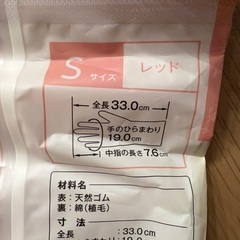 Sサイズ レッド
全長33.0cm
手のひらまわり
19.0cm
中指の長さ7.6cm
材料名
表：天然ゴム
裏：綿（植毛）
寸 法
全長 ：33.0cm